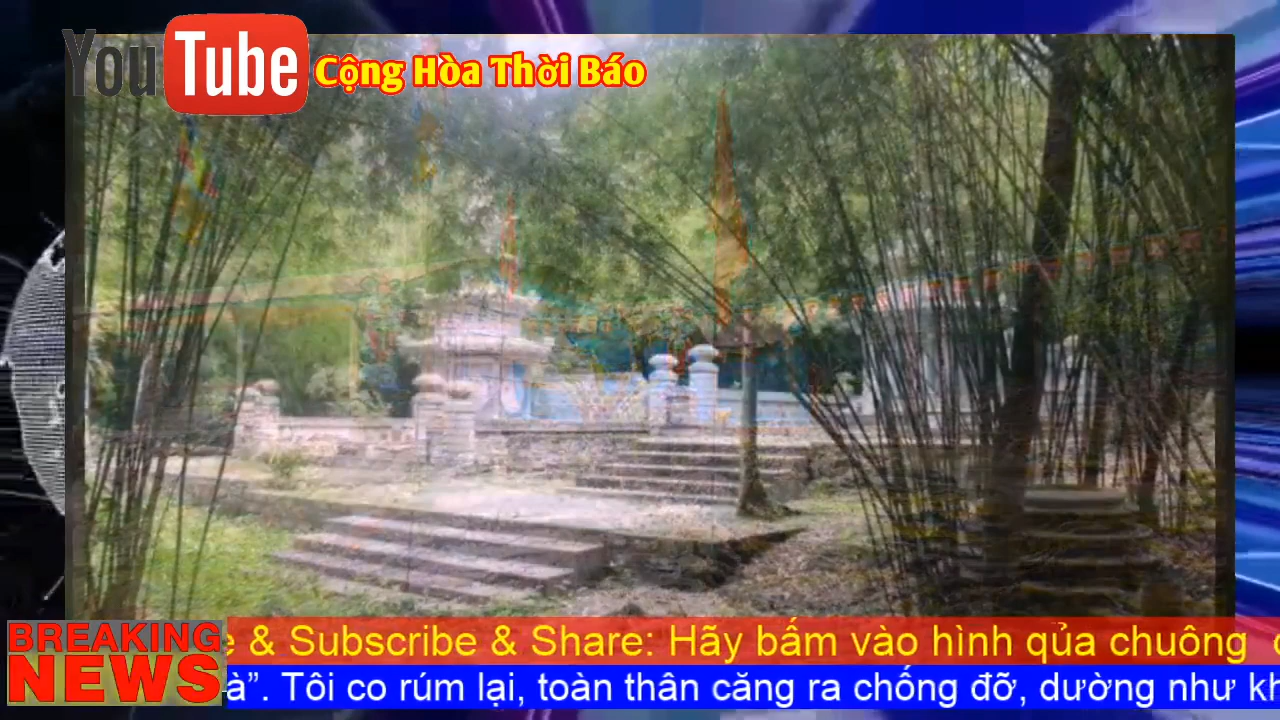 YouTube Cộng Hòa Thời Báo
& Subscribe & Share: Hãy bấm vào hình qủa chuông
BREAKING
NEWS
à”. Tôi co rúm lại, toàn thân căng ra chống đỡ, dường như kh